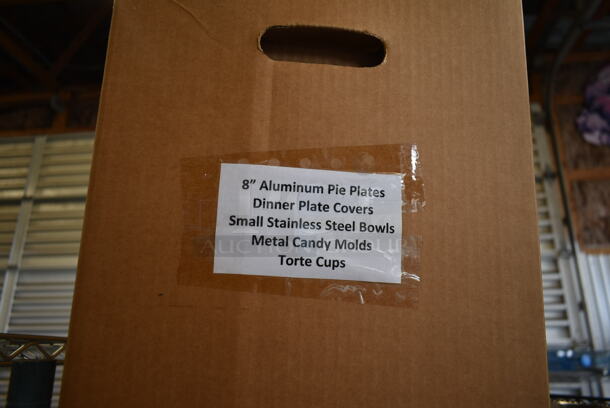 8" Aluminum Pie Plates
Dinner Plate Covers
Small Stainless Steel Bowls
Metal Candy Molds
Torte Cups